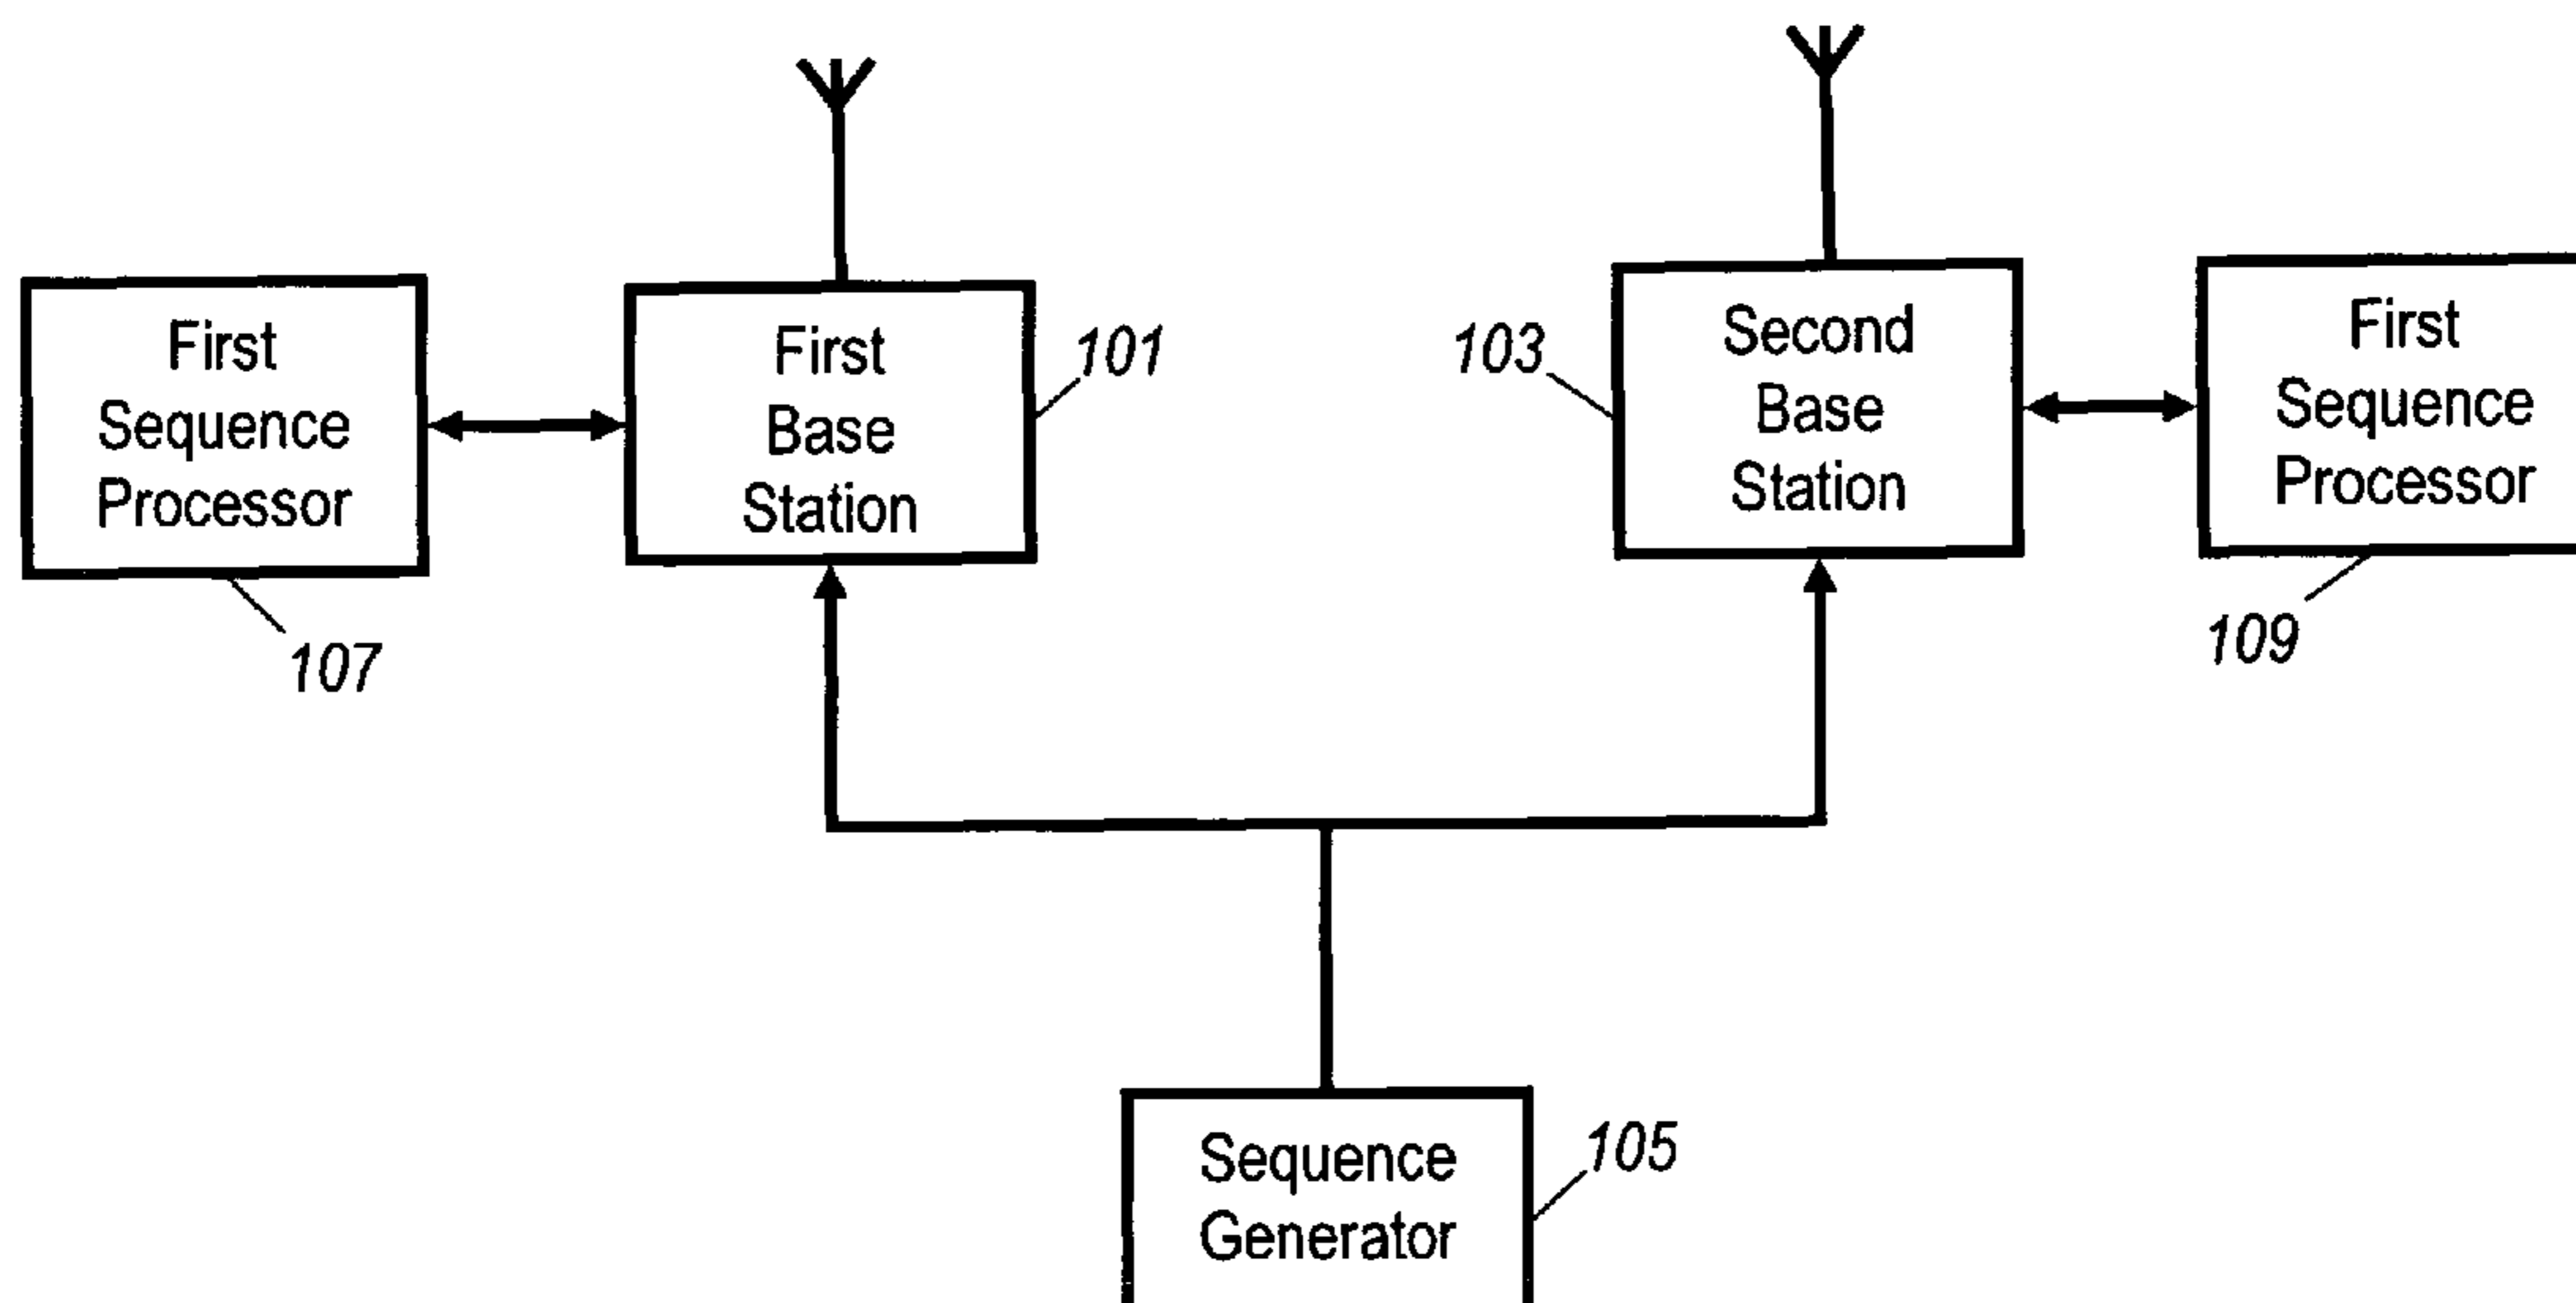 First
Sequence
Processor
107
First
Base
Station
101
103
Second
Base
Station
First
Sequence
Processor
109
Sequence
Generator
105